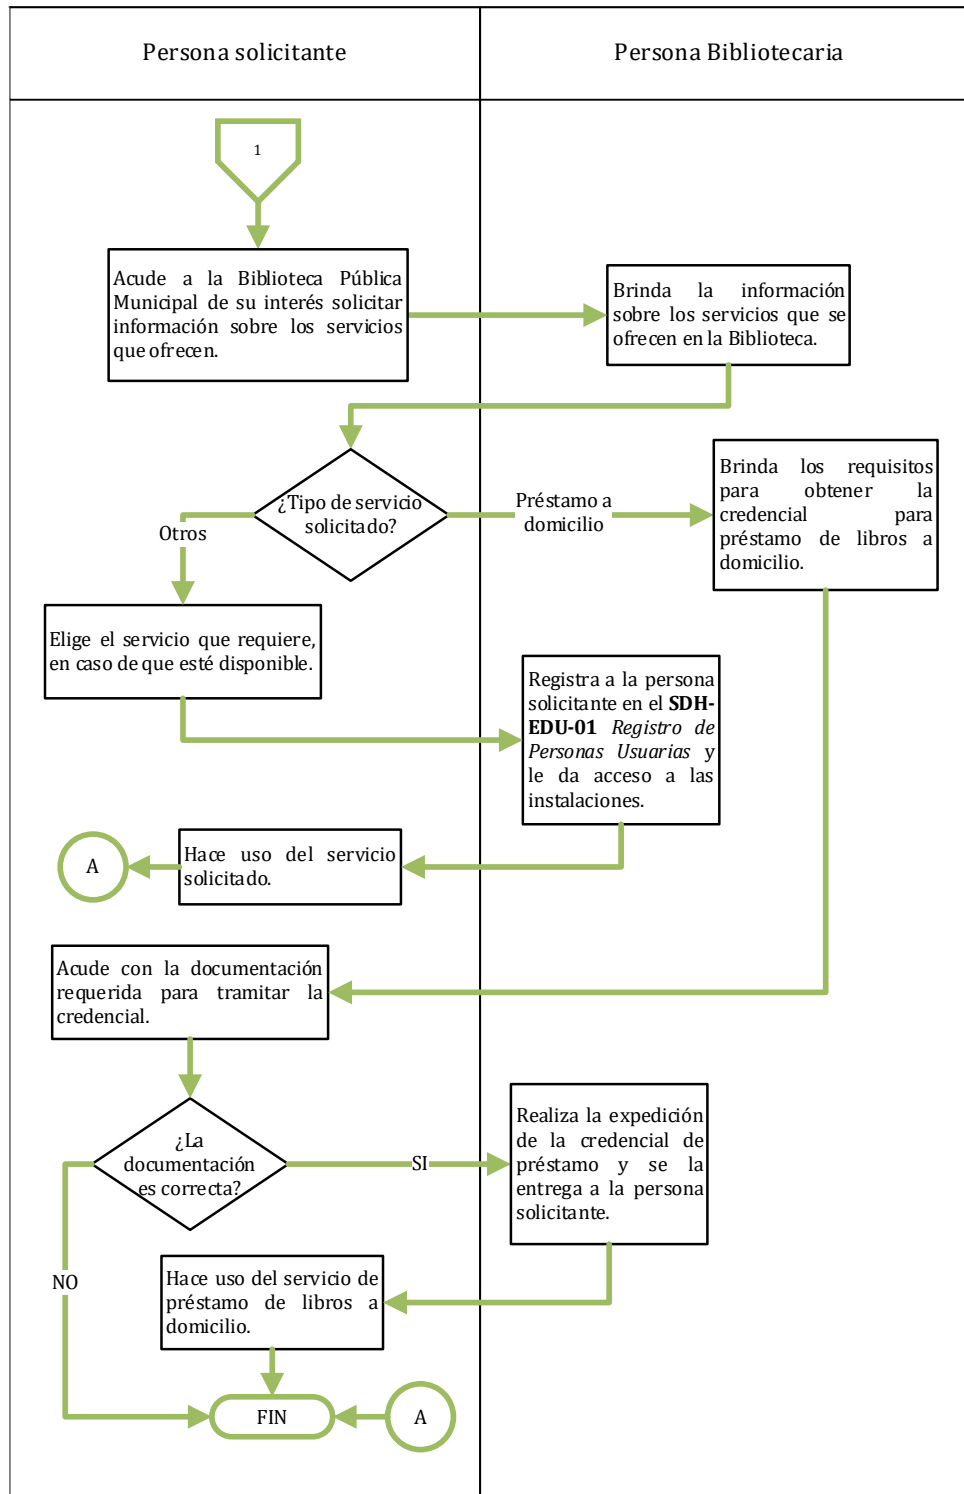 Persona solicitante
Persona Bibliotecaria
1
Acude a la Biblioteca Pública
Municipal de su interés solicitar
información sobre los servicios
que ofrecen.
Brinda la información
sobre los servicios que se
ofrecen en la Biblioteca.
¿Tipo de servicio
solicitado?
Préstamo a
domicilio
Brinda los requisitos
para obtener la
credencial para
préstamo de libros a
domicilio.
Otros
Elige el servicio que requiere,
en caso de que esté disponible.
Registra a la persona
solicitante en el SDH-
EDU-01 Registro de
Personas Usuarias y
le da acceso a las
instalaciones.
Hace uso del servicio
solicitado.
A
Acude con la documentación
requerida para tramitar la
credencial.
¿La
documentación
es correcta?
SI
Realiza la expedición
de la credencial de
préstamo y se la
entrega a la persona
solicitante.
NO
Hace uso del servicio de
préstamo de libros a
domicilio.
FIN
A